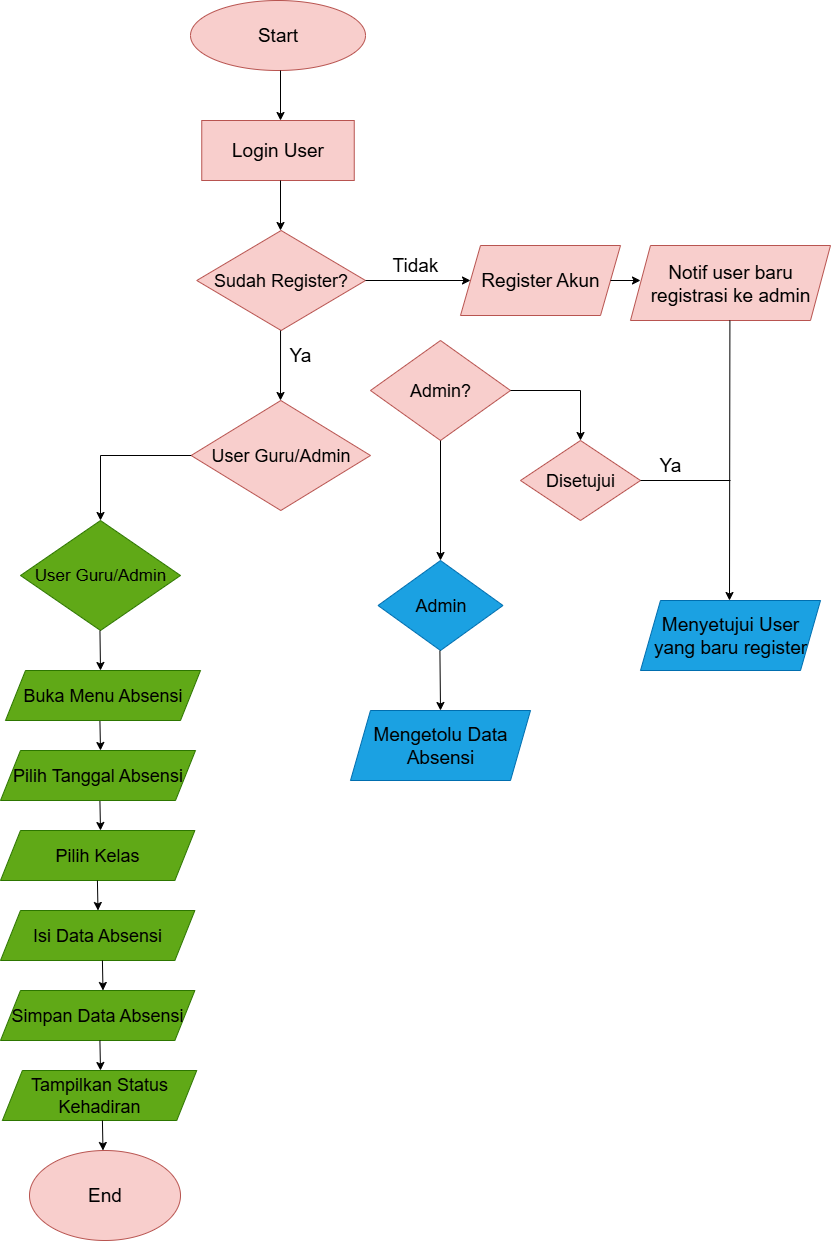 Start
Login User
Sudah Register?
Tidak
Register Akun
Notif user baru
registrasi ke admin
Ya
Admin?
User Guru/Admin
Disetujui
Ya
User Guru/Admin
Admin
Menyetujui User
yang baru register
Buka Menu Absensi
Mengetolu Data
Absensi
Pilih Tanggal Absensi
Pilih Kelas
Isi Data Absensi
Simpan Data Absensi
Tampilkan Status
Kehadiran
End